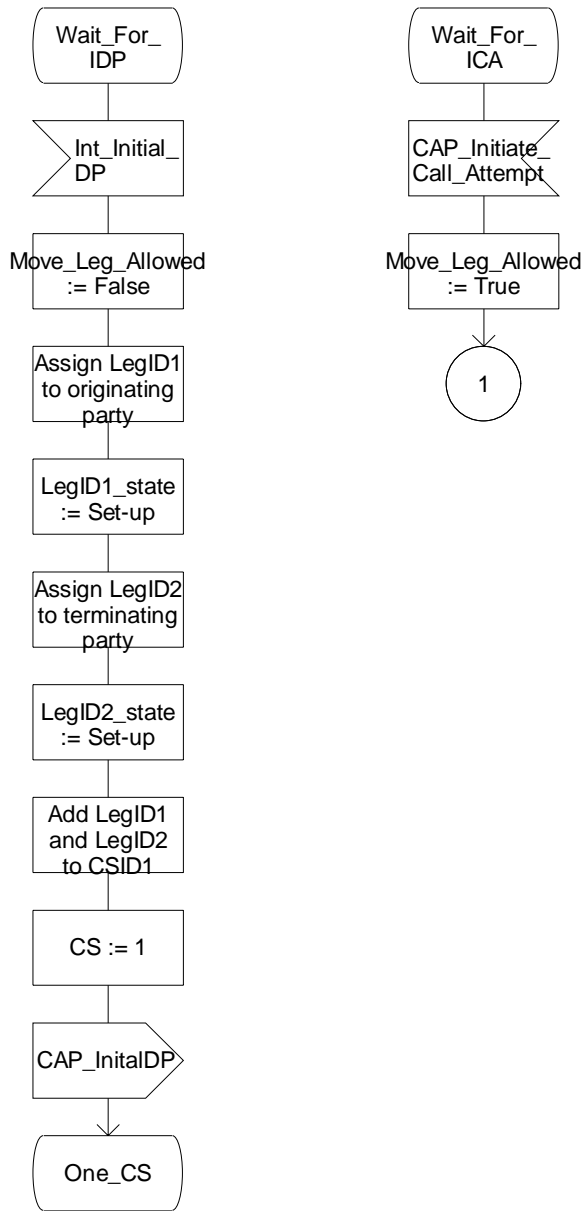 Wait_For_
IDP
Int_Initial_
DP
Move_Leg_Allowed
:= False
Assign LegID1
to originating
party
LegID1_state
:= Set-up
Assign LegID2
to terminating
party
LegID2_state
:= Set-up
Add LegID1
and LegID2
to CSID1
CS := 1
CAP_InitalDP
One_CS
Wait_For_
ICA
CAP_Initiate_
Call_Attempt
Move_Leg_Allowed
:= True
1